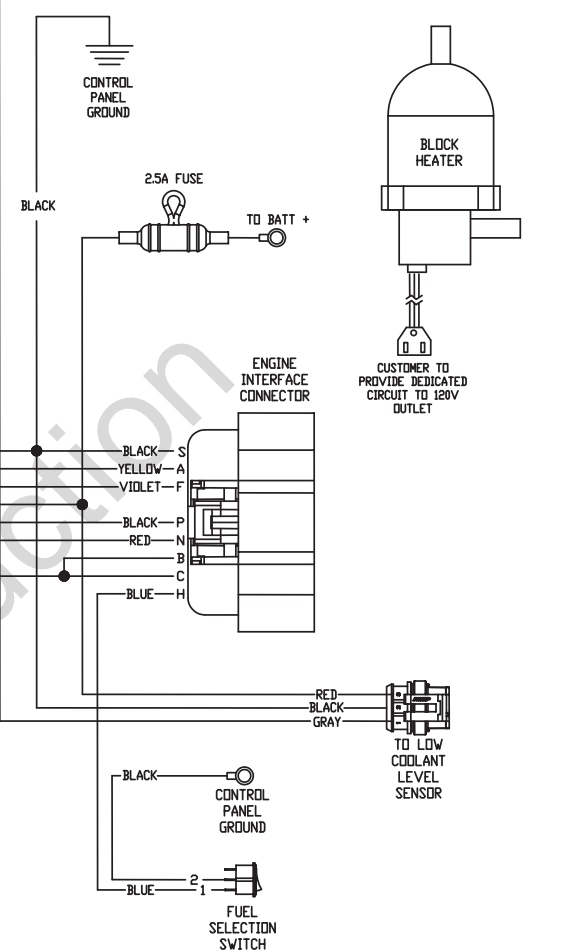 CONTROL
PANEL
GROUND
BLOCK
HEATER
2.5A FUSE
BLACK
TO BATT +
ENGINE
INTERFACE
CONNECTOR
CUSTOMER TO
PROVIDE DEDICATED
CIRCUIT TO 120V
OUTLET
BLACK S
YELLOW A
VIOLET F
BLACK P
RED N
B
C
BLUE H
RED
BLACK
GRAY
TO LOW
COOLANT
LEVEL
SENSOR
BLACK
CONTROL
PANEL
GROUND
2
BLUE 1
FUEL
SELECTION
SWITCH